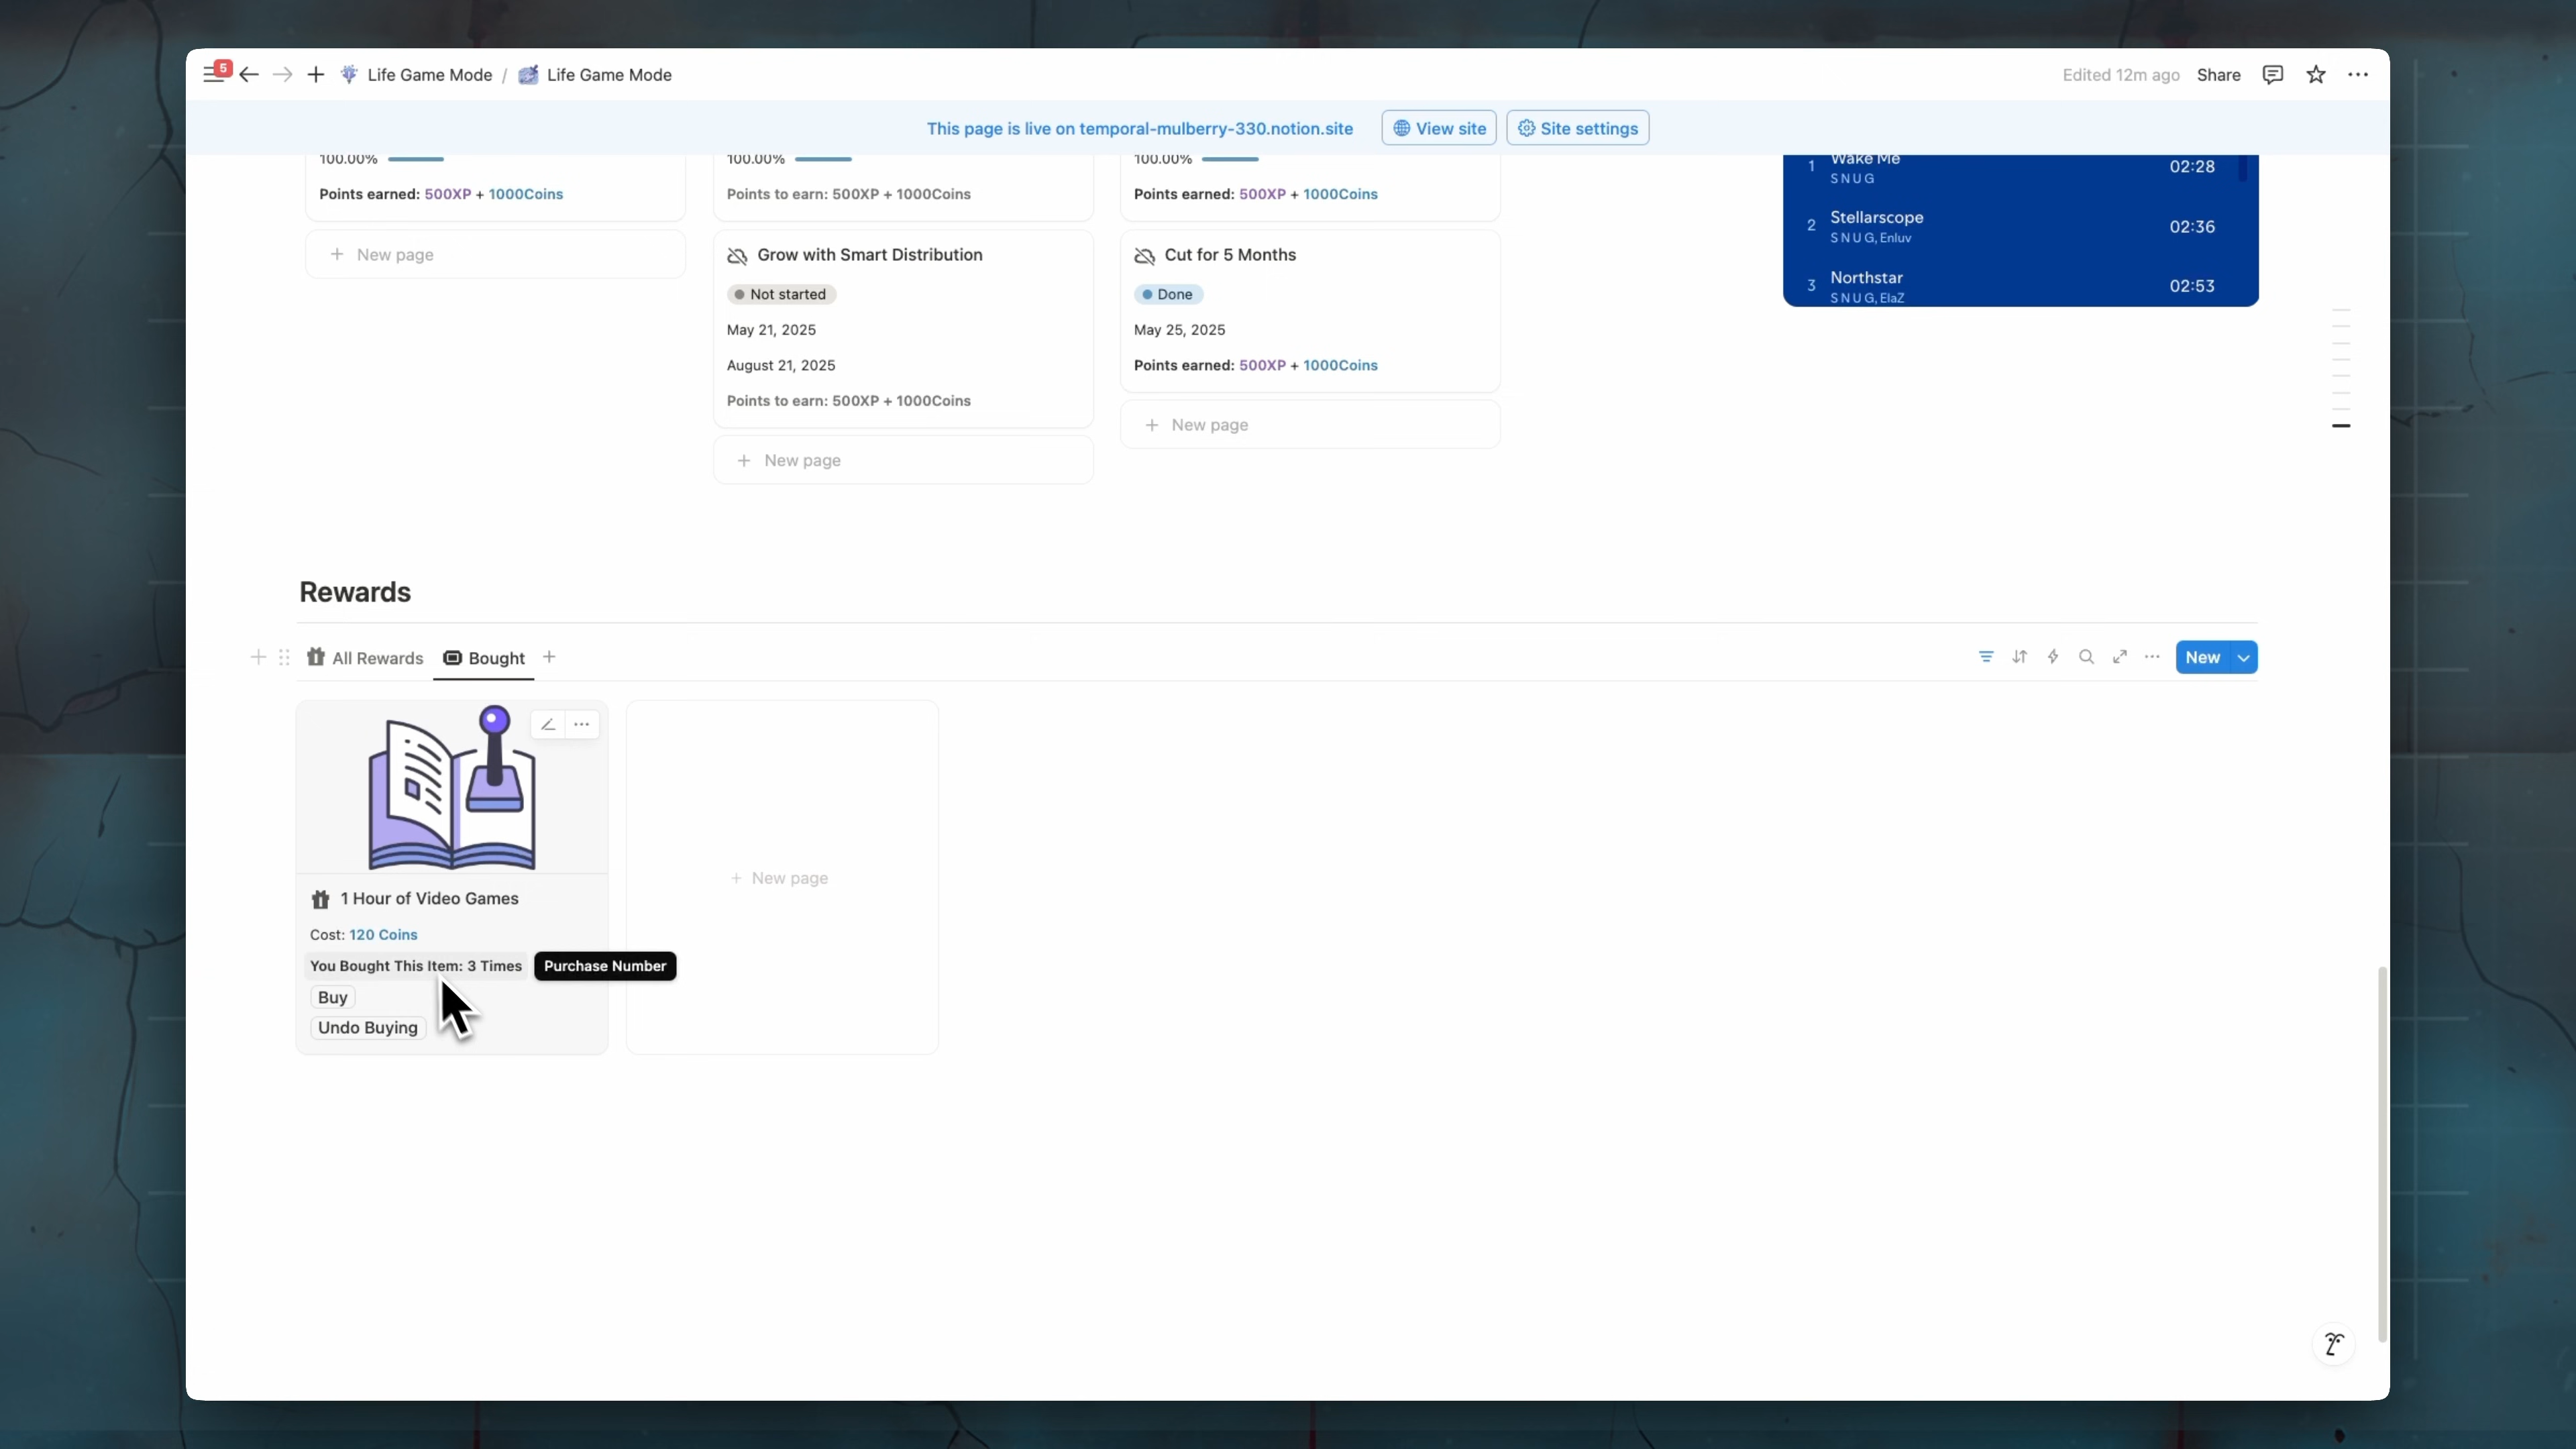 5
Life Game Mode / Life Game Mode
Edited 12m ago
Share
This page is live on temporal-mulberry-330.notion.site
View site
Site settings
100.00%
Points earned: 500XP + 1000Coins
+ New page
100.00%
Points to earn: 500XP + 1000Coins
Grow with Smart Distribution
Not started
May 21, 2025
August 21, 2025
Points to earn: 500XP + 1000Coins
+ New page
100.00%
Points earned: 500XP + 1000Coins
Cut for 5 Months
Done
May 25, 2025
Points earned: 500XP + 1000Coins
+ New page
1 Wake Me 02:28
S N U G
2 Stellarscope 02:36
S N U G, Enluv
3 Northstar 02:53
S N U G, ElaZ
Rewards
All Rewards
Bought
New
1 Hour of Video Games
Cost: 120 Coins
You Bought This Item: 3 Times
Purchase Number
Buy
Undo Buying
+ New page